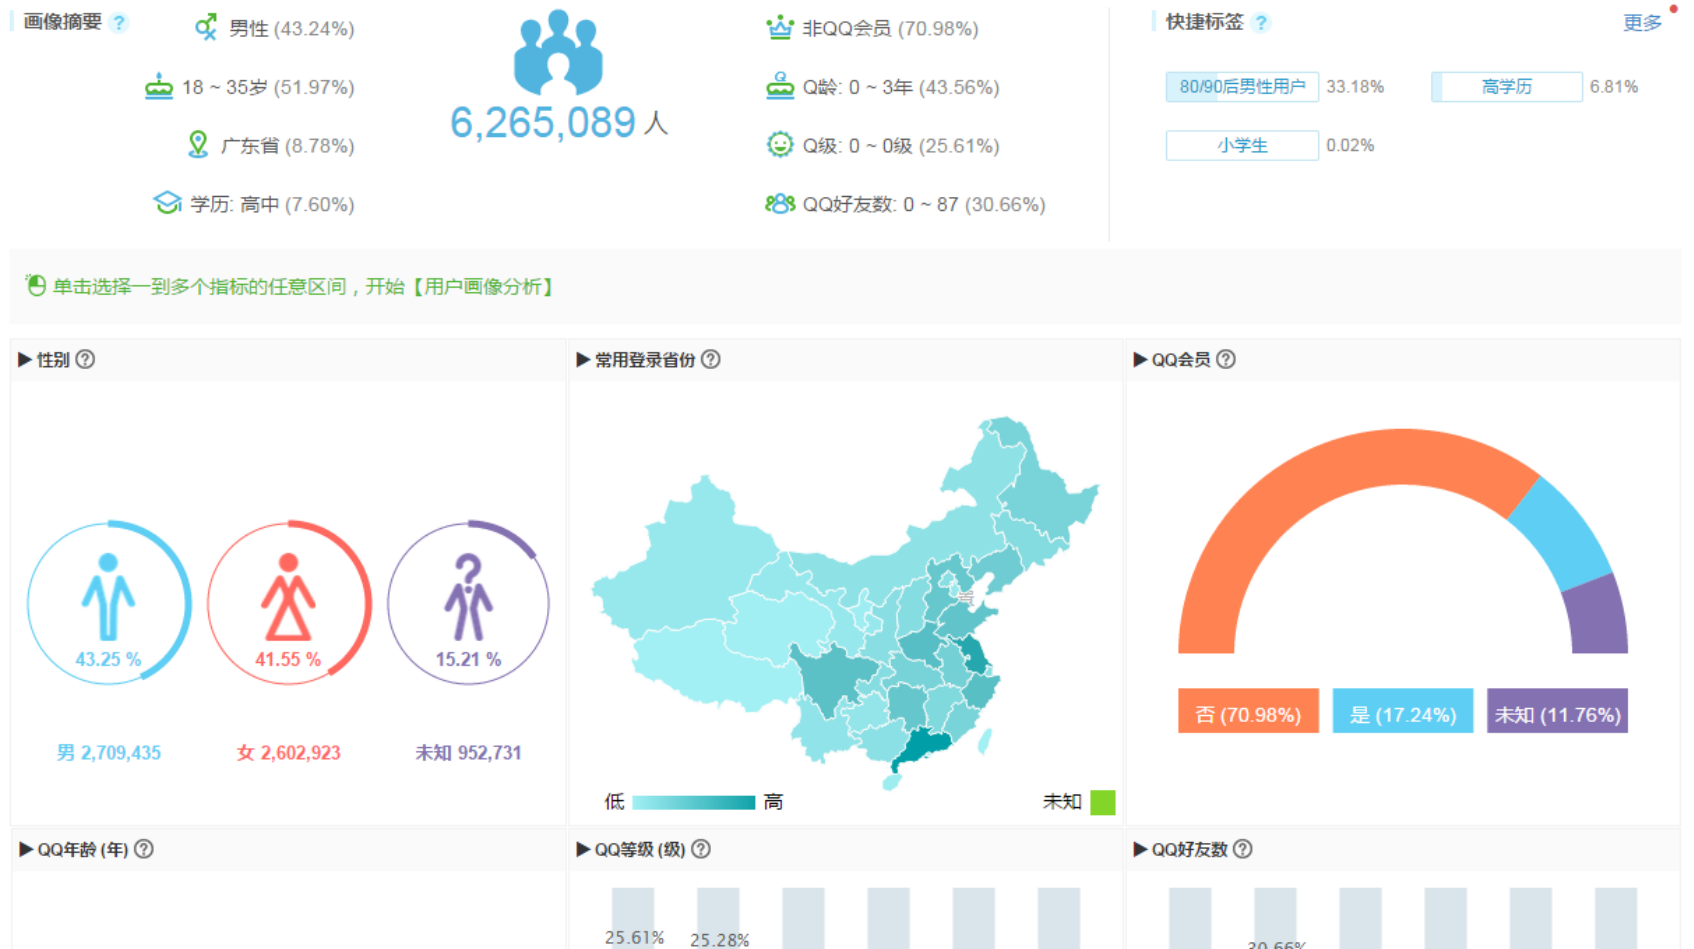 画像摘要 ?
男性 (43.24%)
18 ~ 35岁 (51.97%)
广东省 (8.78%)
学历: 高中 (7.60%)
6,265,089 人
非QQ会员 (70.98%)
Q龄: 0 ~ 3年 (43.56%)
Q级: 0 ~ 0级 (25.61%)
QQ好友数: 0 ~ 87 (30.66%)
快捷标签 ?
更多
80/90后男性用户 33.18%
高学历 6.81%
小学生 0.02%
单击选择一到多个指标的任意区间，开始【用户画像分析】
▶性别 ?
43.25 %
41.55 %
15.21 %
男 2,709,435
女 2,602,923
未知 952,731
▶常用登录省份 ?
低
高
未知
▶QQ会员 ?
否 (70.98%)
是 (17.24%)
未知 (11.76%)
▶QQ年龄 (年) ?
▶QQ等级 (级) ?
25.61%
25.28%
▶QQ好友数 ?
30.66%